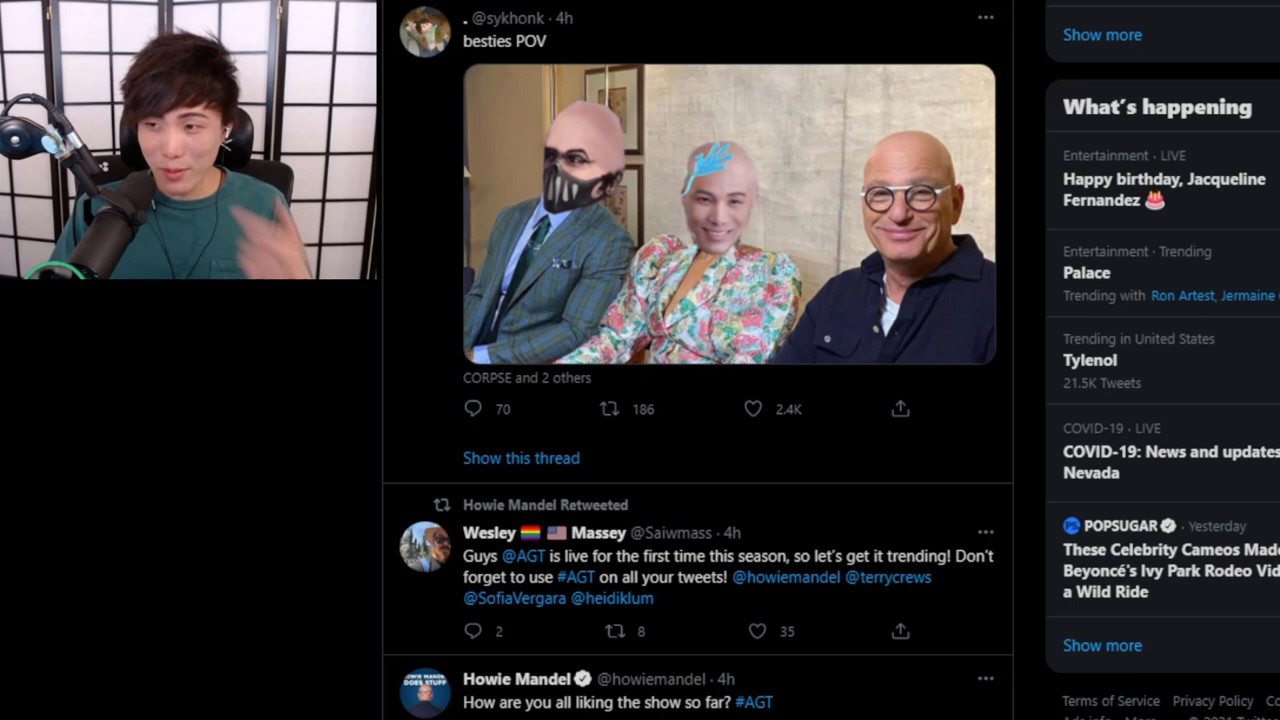 . @sykhonk · 4h
besties POV
CORPSE and 2 others
70 186 2.4K
Show this thread
Howie Mandel Retweeted
Wesley 🏳️‍🌈 🇺🇸 Massey @Saiwmass · 4h
Guys @AGT is live for the first time this season, so let's get it trending! Don't
forget to use #AGT on all your tweets! @howiemandel @terrycrews
@SofiaVergara @heidiklum
2 8 35
HOWIE MANDEL
DOES STUFF
Howie Mandel @howiemandel · 4h
How are you all liking the show so far? #AGT
Show more
What's happening
Entertainment · LIVE
Happy birthday, Jacqueline
Fernandez 🎂
Entertainment · Trending
Palace
Trending with Ron Artest, Jermaine
Trending in United States
Tylenol
21.5K Tweets
COVID-19 · LIVE
COVID-19: News and updates
Nevada
PS POPSUGAR · Yesterday
These Celebrity Cameos Made
Beyoncé's Ivy Park Rodeo Vid
a Wild Ride
Show more
Terms of Service Privacy Policy